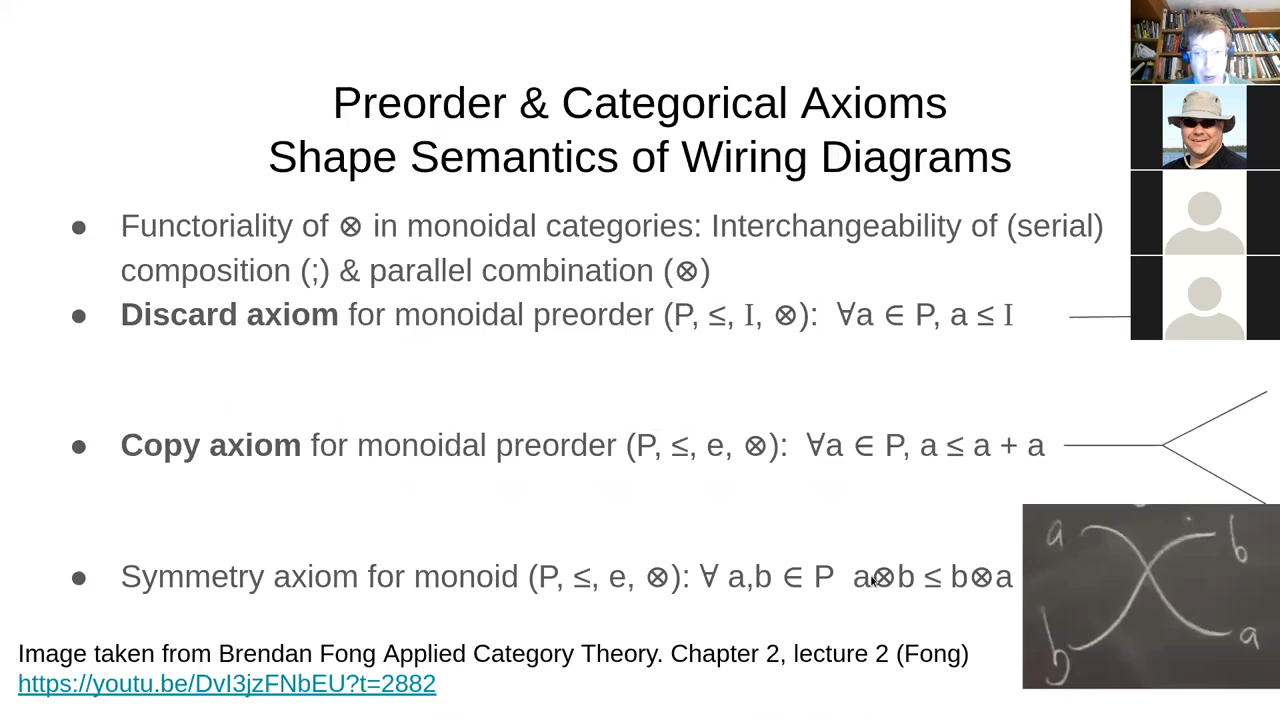 Preorder & Categorical Axioms
Shape Semantics of Wiring Diagrams
● Functoriality of ⊗ in monoidal categories: Interchangeability of (serial)
composition (;) & parallel combination (⊗)
● Discard axiom for monoidal preorder (P, ≤, I, ⊗): ∀a ∈ P, a ≤ I
● Copy axiom for monoidal preorder (P, ≤, e, ⊗): ∀a ∈ P, a ≤ a + a
● Symmetry axiom for monoid (P, ≤, e, ⊗): ∀ a,b ∈ P a⊗b ≤ b⊗a
a b
b a
Image taken from Brendan Fong Applied Category Theory. Chapter 2, lecture 2 (Fong)
https://youtu.be/DvI3jzFNbEU?t=2882